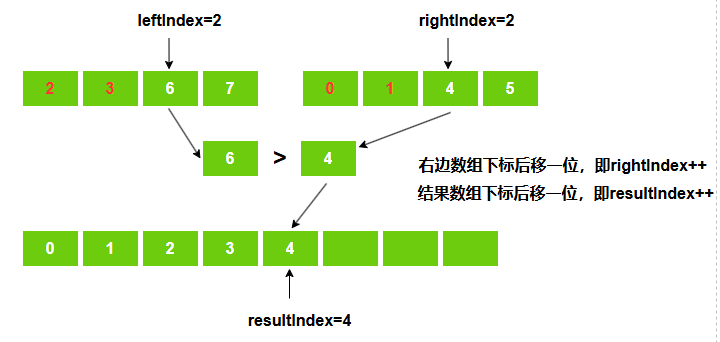 leftIndex=2 rightIndex=2
2 3 6 7 0 1 4 5
6 > 4
右边数组下标后移一位，即rightIndex++
结果数组下标后移一位，即resultIndex++
0 1 2 3 4
resultIndex=4